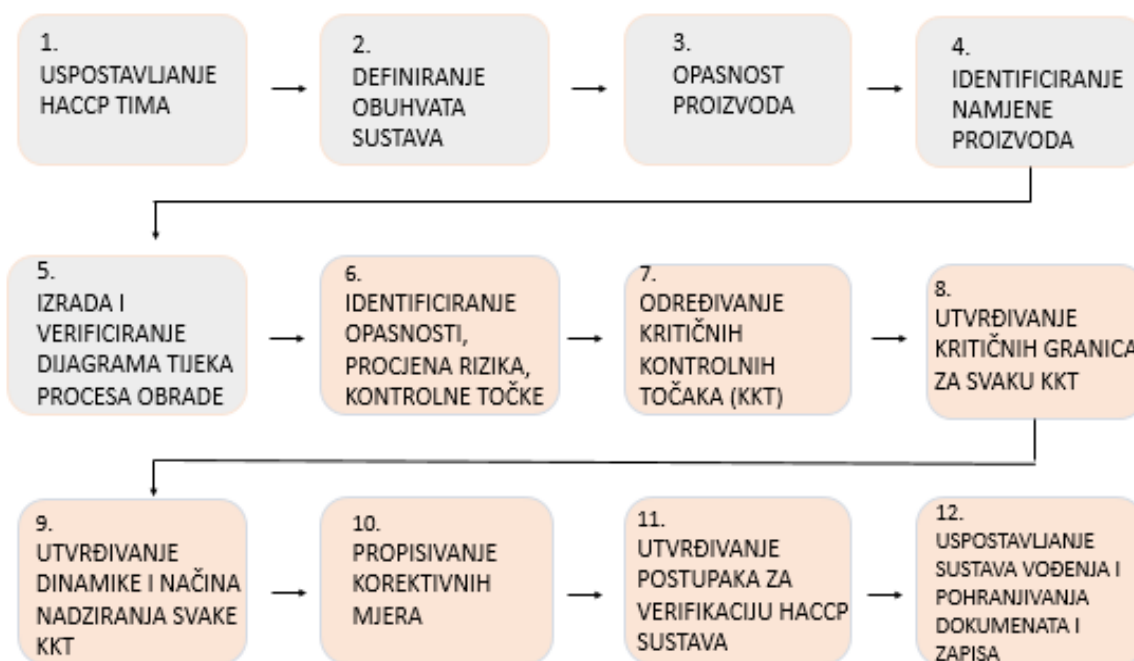 1.
USPOSTAVLJANJE
HACCP TIMA
2.
DEFINIRANJE
OBUHVATA
SUSTAVA
3.
OPASNOST
PROIZVODA
4.
IDENTIFICIRANJE
NAMJENE
PROIZVODA
5.
IZRADA I
VERIFICIRANJE
DIJAGRAMA TIJEKA
PROCESA OBRADE
6.
IDENTIFICIRANJE
OPASNOSTI,
PROCJENA RIZIKA,
KONTROLNE TOČKE
7.
ODREĐIVANJE
KRITIČNIH
KONTROLNIH
TOČAKA (KKT)
8.
UTVRĐIVANJE
KRITIČNIH GRANICA
ZA SVAKU KKT
9.
UTVRĐIVANJE
DINAMIKE I NAČINA
NADZIRANJA SVAKE
KKT
10.
PROPISIVANJE
KOREKTIVNIH
MJERA
11.
UTVRĐIVANJE
POSTUPAKA ZA
VERIFIKACIJU HACCP
SUSTAVA
12.
USPOSTAVLJANJE
SUSTAVA VOĐENJA I
POHRANJIVANJA
DOKUMENATA I
ZAPISA